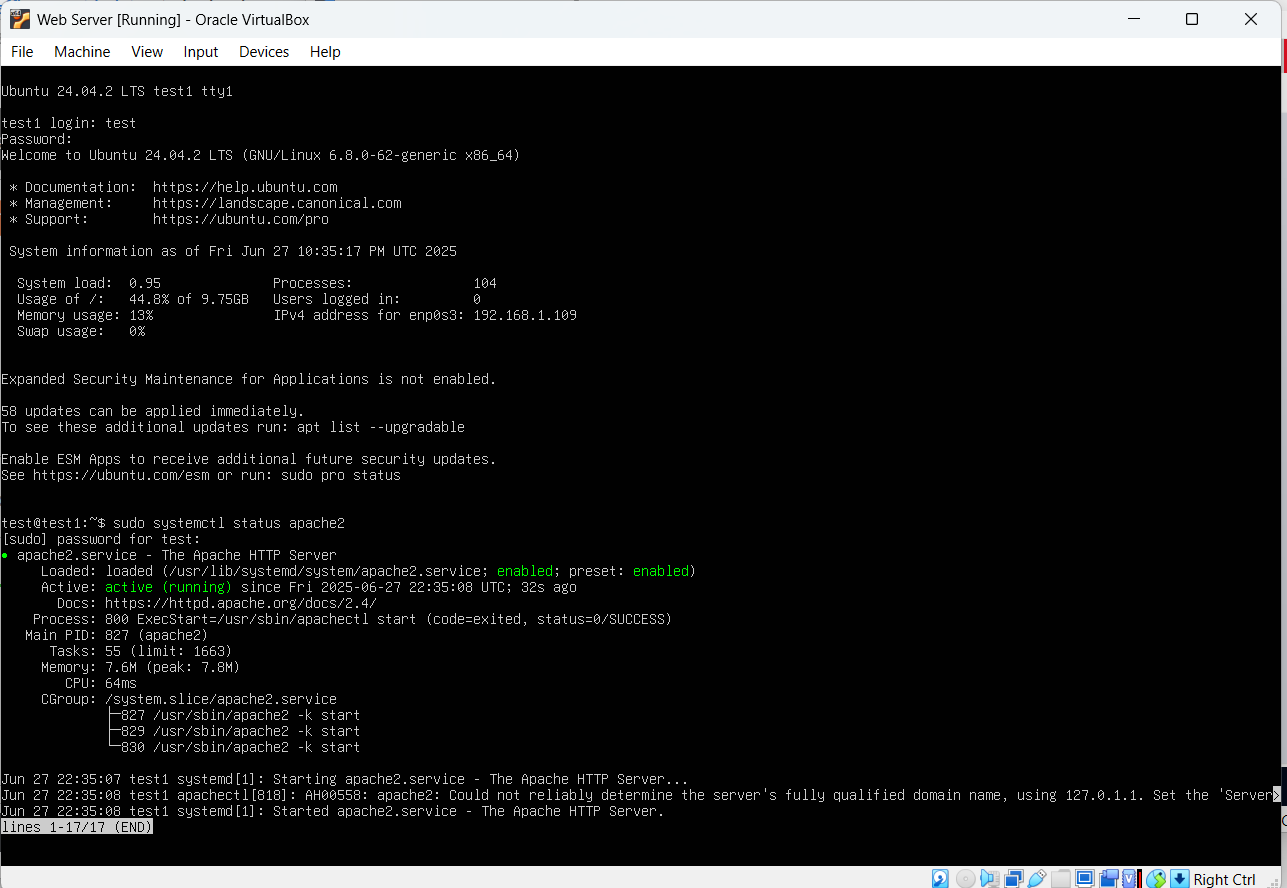 Web Server [Running] - Oracle VirtualBox
File Machine View Input Devices Help
Ubuntu 24.04.2 LTS test1 tty1
test1 login: test
Password:
Welcome to Ubuntu 24.04.2 LTS (GNU/Linux 6.8.0-62-generic x86_64)
* Documentation:  https://help.ubuntu.com
* Management:     https://landscape.canonical.com
* Support:        https://ubuntu.com/pro
System information as of Fri Jun 27 10:35:17 PM UTC 2025
System load:  0.95              Processes:               104
Usage of /:   44.8% of 9.75GB   Users logged in:         0
Memory usage: 13%               IPv4 address for enp0s3: 192.168.1.109
Swap usage:   0%
Expanded Security Maintenance for Applications is not enabled.
58 updates can be applied immediately.
To see these additional updates run: apt list --upgradable
Enable ESM Apps to receive additional future security updates.
See https://ubuntu.com/esm or run: sudo pro status
test@test1:~$ sudo systemctl status apache2
[sudo] password for test:
● apache2.service - The Apache HTTP Server
Loaded: loaded (/usr/lib/systemd/system/apache2.service; enabled; preset: enabled)
Active: active (running) since Fri 2025-06-27 22:35:08 UTC; 32s ago
Docs: https://httpd.apache.org/docs/2.4/
Process: 800 ExecStart=/usr/sbin/apachectl start (code=exited, status=0/SUCCESS)
Main PID: 827 (apache2)
Tasks: 55 (limit: 1663)
Memory: 7.6M (peak: 7.8M)
CPU: 64ms
CGroup: /system.slice/apache2.service
├─827 /usr/sbin/apache2 -k start
├─829 /usr/sbin/apache2 -k start
└─830 /usr/sbin/apache2 -k start
Jun 27 22:35:07 test1 systemd[1]: Starting apache2.service - The Apache HTTP Server...
Jun 27 22:35:08 test1 apachectl[818]: AH00558: apache2: Could not reliably determine the server's fully qualified domain name, using 127.0.1.1. Set the 'Server>
Jun 27 22:35:08 test1 systemd[1]: Started apache2.service - The Apache HTTP Server.
lines 1-17/17 (END)
Right Ctrl